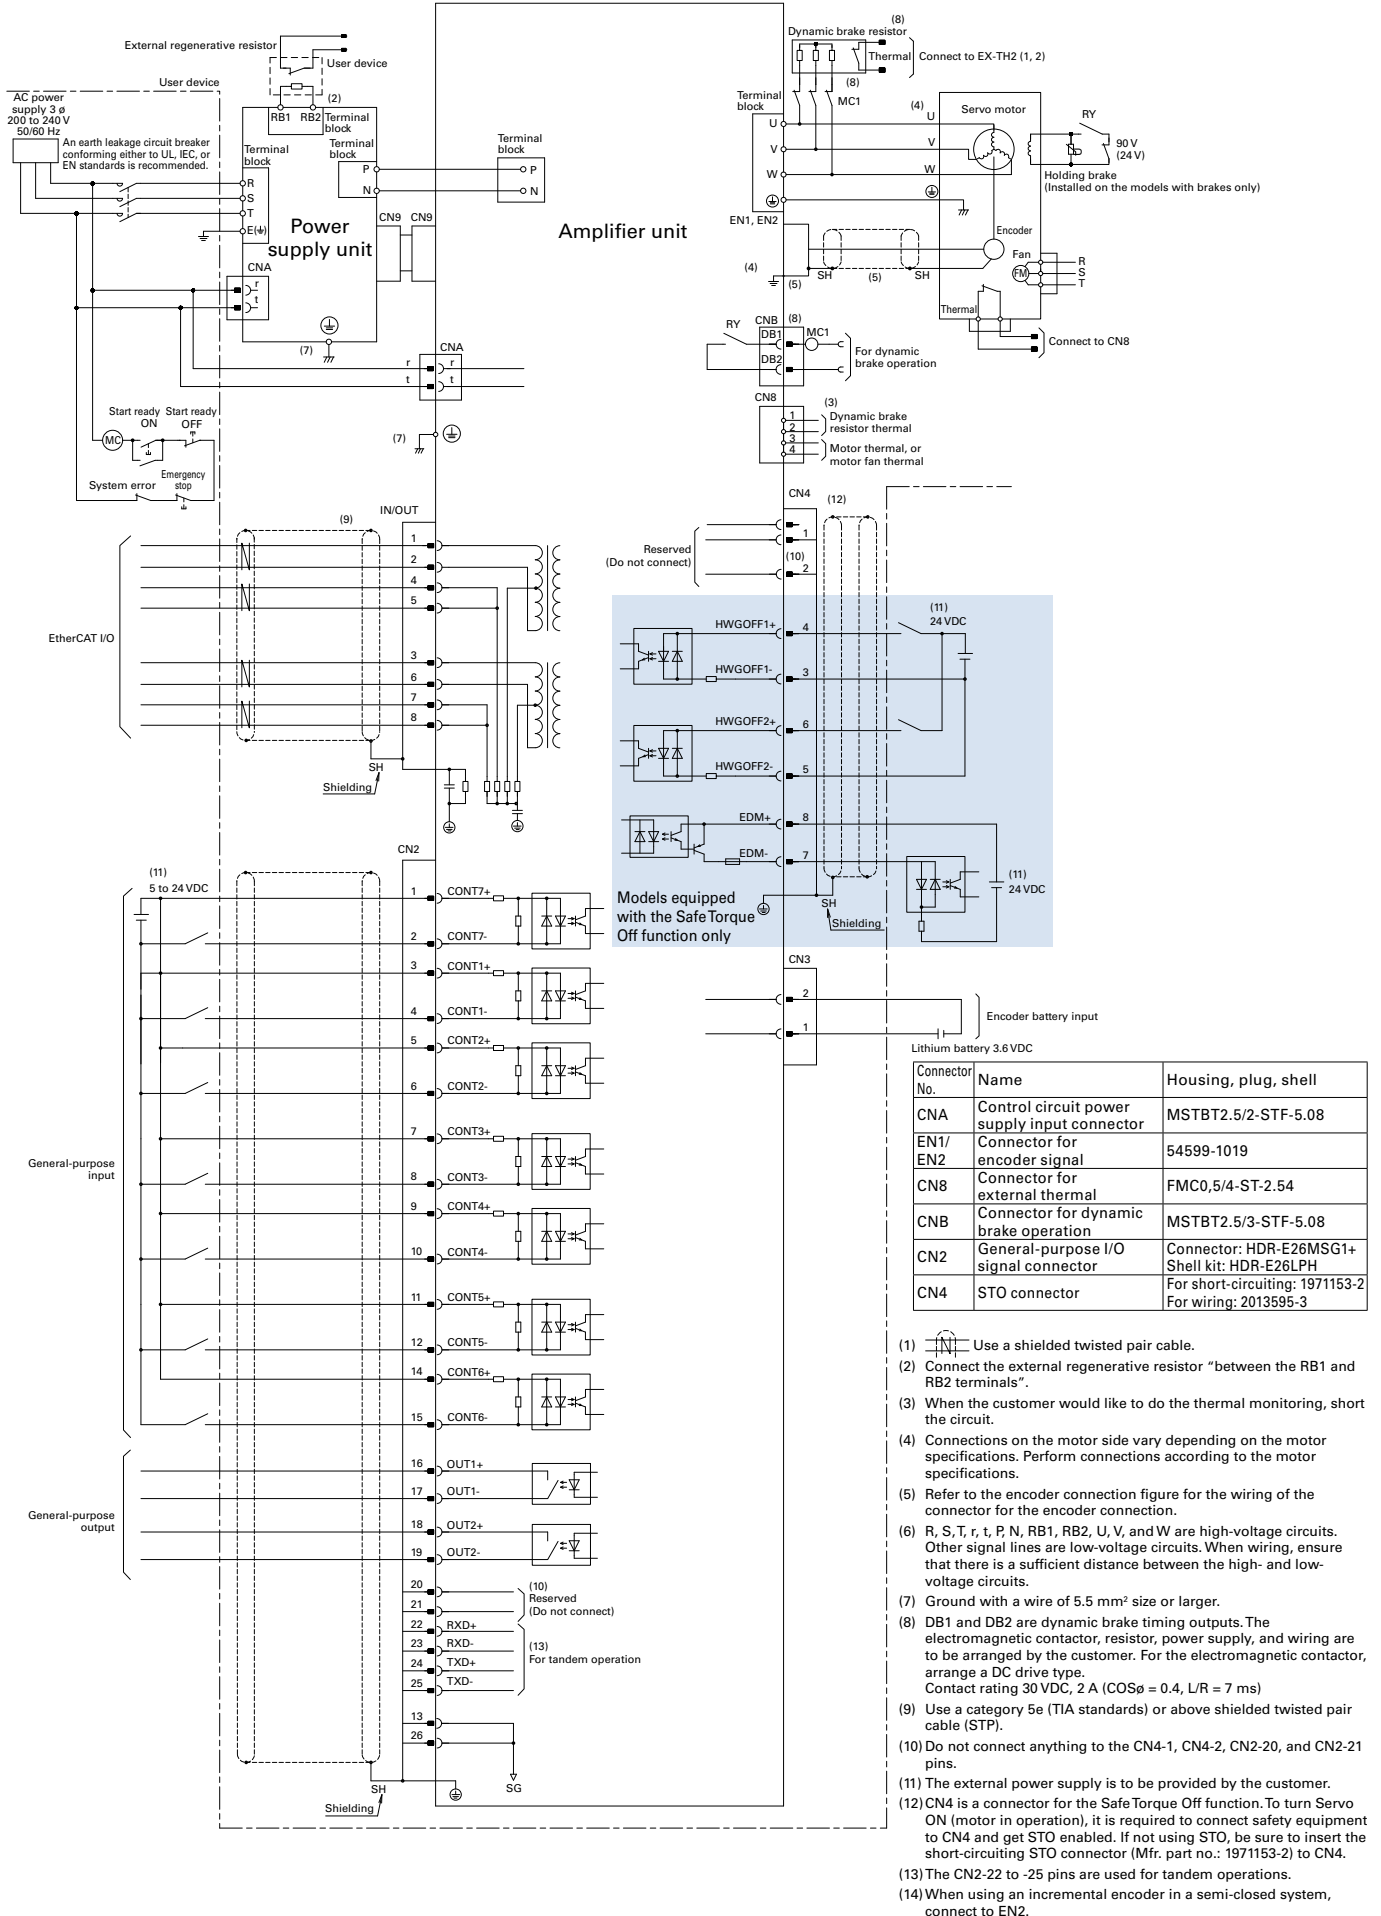 (8)
Dynamic brake resistor
Thermal
Connect to EX-TH2 (1, 2)
(8)
MC1
External regenerative resistor
User device
User device
(2)
RB1 RB2
Terminal
block
AC power
supply 3 ø
200 to 240 V
50/60 Hz
An earth leakage circuit breaker
conforming either to UL, IEC, or
EN standards is recommended.
Terminal
block
R
S
T
E(⏚)
Terminal
block
P
N
Terminal
block
P
N
Power
supply unit
CN9 CN9
CNA
r
t
(7)
Amplifier unit
Terminal
block
U
V
W
(4)
U
V
W
Servo motor
RY
90 V
(24 V)
Holding brake
(Installed on the models with brakes only)
EN1, EN2
Encoder
(4)
(5)
SH
(5)
SH
Fan
FM
R
S
T
Thermal
Connect to CN8
RY
CNB
(8)
DB1
DB2
MC1
For dynamic
brake operation
CNA
r
t
r
t
CN8
(3)
1
2
3
4
Dynamic brake
resistor thermal
Motor thermal, or
motor fan thermal
(7)
Start ready
ON
Start ready
OFF
MC
System error
Emergency
stop
CN4
(12)
Reserved
(Do not connect)
1
(10)
2
IN/OUT
(9)
1
2
4
5
3
6
7
8
EtherCAT I/O
SH
Shielding
HWGOFF1+
4
HWGOFF1-
3
HWGOFF2+
6
HWGOFF2-
5
EDM+
8
EDM-
7
(11)
24 VDC
(11)
24 VDC
Models equipped
with the Safe Torque
Off function only
SH
Shielding
CN3
2
1
Encoder battery input
Lithium battery 3.6 VDC
CN2
(11)
5 to 24 VDC
1 CONT7+
2 CONT7-
3 CONT1+
4 CONT1-
5 CONT2+
6 CONT2-
7 CONT3+
8 CONT3-
9 CONT4+
10 CONT4-
11 CONT5+
12 CONT5-
14 CONT6+
15 CONT6-
General-purpose
input
16 OUT1+
17 OUT1-
18 OUT2+
19 OUT2-
General-purpose
output
20
21
(10)
Reserved
(Do not connect)
22 RXD+
23 RXD-
24 TXD+
25 TXD-
(13)
For tandem operation
13
26
SG
SH
Shielding
Connector No. Name Housing, plug, shell
CNA Control circuit power supply input connector MSTBT2.5/2-STF-5.08
EN1/ EN2 Connector for encoder signal 54599-1019
CN8 Connector for external thermal FMC0,5/4-ST-2.54
CNB Connector for dynamic brake operation MSTBT2.5/3-STF-5.08
CN2 General-purpose I/O signal connector Connector: HDR-E26MSG1+ Shell kit: HDR-E26LPH
CN4 STO connector For short-circuiting: 1971153-2 For wiring: 2013595-3
(1) Use a shielded twisted pair cable.
(2) Connect the external regenerative resistor “between the RB1 and
RB2 terminals”.
(3) When the customer would like to do the thermal monitoring, short
the circuit.
(4) Connections on the motor side vary depending on the motor
specifications. Perform connections according to the motor
specifications.
(5) Refer to the encoder connection figure for the wiring of the
connector for the encoder connection.
(6) R, S, T, r, t, P, N, RB1, RB2, U, V, and W are high-voltage circuits.
Other signal lines are low-voltage circuits. When wiring, ensure
that there is a sufficient distance between the high- and low-
voltage circuits.
(7) Ground with a wire of 5.5 mm² size or larger.
(8) DB1 and DB2 are dynamic brake timing outputs. The
electromagnetic contactor, resistor, power supply, and wiring are
to be arranged by the customer. For the electromagnetic contactor,
arrange a DC drive type.
Contact rating 30 VDC, 2 A (COSø = 0.4, L/R = 7 ms)
(9) Use a category 5e (TIA standards) or above shielded twisted pair
cable (STP).
(10) Do not connect anything to the CN4-1, CN4-2, CN2-20, and CN2-21
pins.
(11) The external power supply is to be provided by the customer.
(12) CN4 is a connector for the Safe Torque Off function. To turn Servo
ON (motor in operation), it is required to connect safety equipment
to CN4 and get STO enabled. If not using STO, be sure to insert the
short-circuiting STO connector (Mfr. part no.: 1971153-2) to CN4.
(13) The CN2-22 to -25 pins are used for tandem operations.
(14) When using an incremental encoder in a semi-closed system,
connect to EN2.